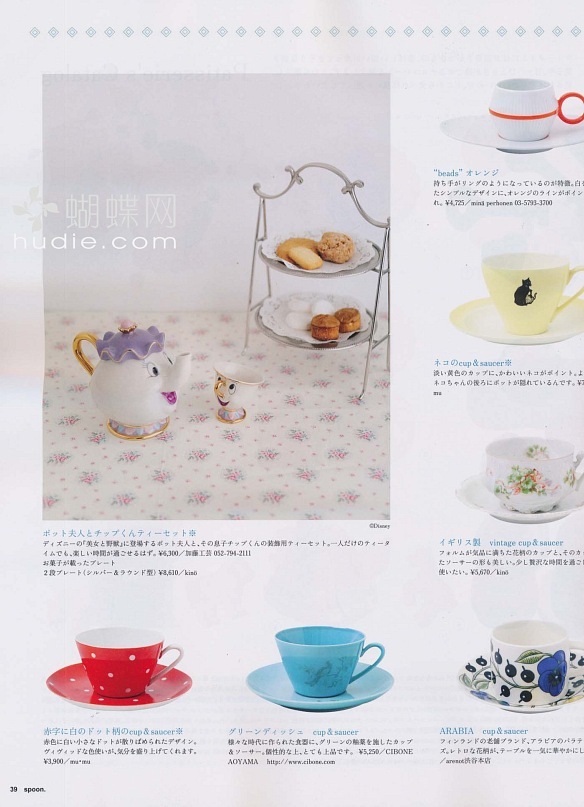 蝴蝶网
hudie.com
©Disney
ポット夫人とチップくんティーセット※
ディズニーの『美女と野獣』に登場するポット夫人と、その息子チップくんの装飾用ティーセット。一人だけのティータ
イムでも、楽しい時間が過ごせるはず。¥6,300／加藤工芸 052-794-2111
お菓子が載ったプレート
2段プレート(シルバー&ラウンド型) ¥8,610／kinö
"beads" オレンジ
持ち手がリングのようになっているのが特徴。白を
たシンプルなデザインに、オレンジのラインがポイン
れ。¥4,725／minä perhonen 03-5793-3700
ネコのcup＆saucer※
淡い黄色のカップに、かわいいネコがポイント。よ
ネコちゃんの後ろにポットが隠れているんです。¥
mu
イギリス製　vintage cup＆saucer
フォルムが気品に満ちた花柄のカップと、そのカッ
たソーサーの形も美しい。少し贅沢な時間を過ご
使いたい。¥5,670／kinö
赤字に白のドット柄のcup＆saucer※
赤色に白い小さなドットが散りばめられたデザイン。
ヴィヴィッドな色使いが、気分を盛り上げてくれます。
¥3,900／mu・mu
グリーンディッシュ　cup＆saucer
様々な時代に作られた食器に、グリーンの釉薬を施したカップ
＆ソーサー。個性的な上、とても上品です。 ¥5,250／CIBONE
AOYAMA　http://www.cibone.com
ARABIA　cup＆saucer
フィンランドの老舗ブランド、アラビアのパラテ
ズ。レトロな花柄が、テーブルを一気に華やかにし
／arenot渋谷本店
39 spoon.